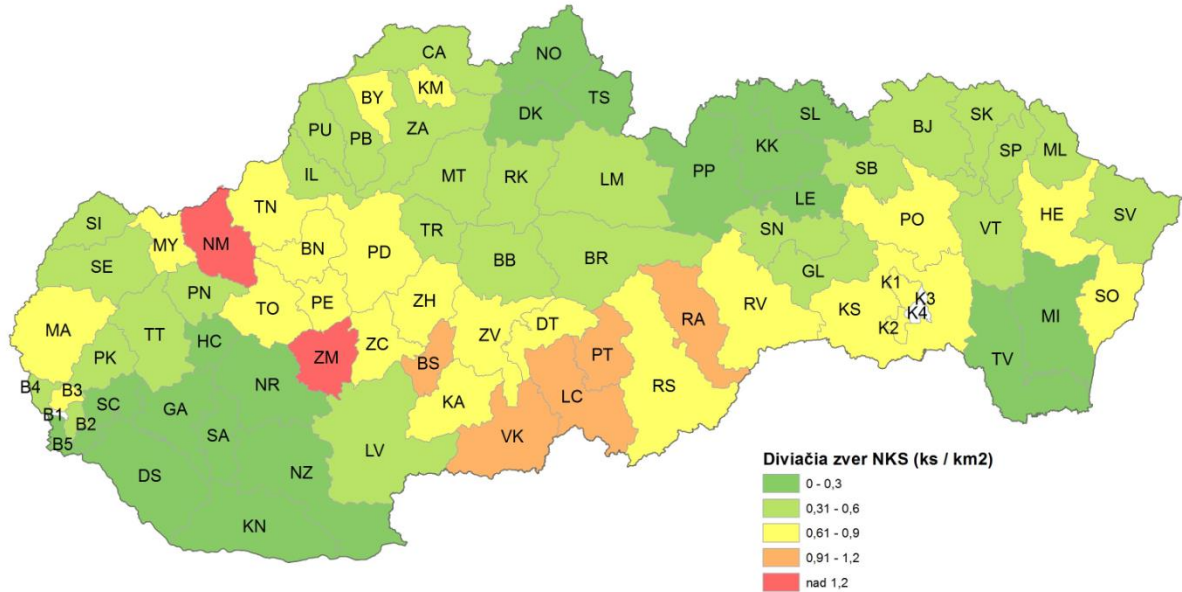 CA
NO
BY
KM
TS
DK
PU
PB
ZA
SL
BJ
SK
SP
ML
KK
PP
IL
MT
RK
LM
SB
LE
TN
SI
MY
NM
TR
SN
PO
VT
HE
SV
BN
PD
SE
BB
BR
GL
PN
TO
PE
ZH
K1
K3
K4
KS
K2
SO
MI
MA
TT
HC
ZM
ZC
BS
ZV
DT
PT
RA
RV
TV
PK
B4
B3
B1
B2
B5
SC
GA
NR
KA
LC
RS
SA
VK
LV
DS
NZ
KN
Diviačia zver NKS (ks / km2)
0 - 0,3
0,31 - 0,6
0,61 - 0,9
0,91 - 1,2
nad 1,2